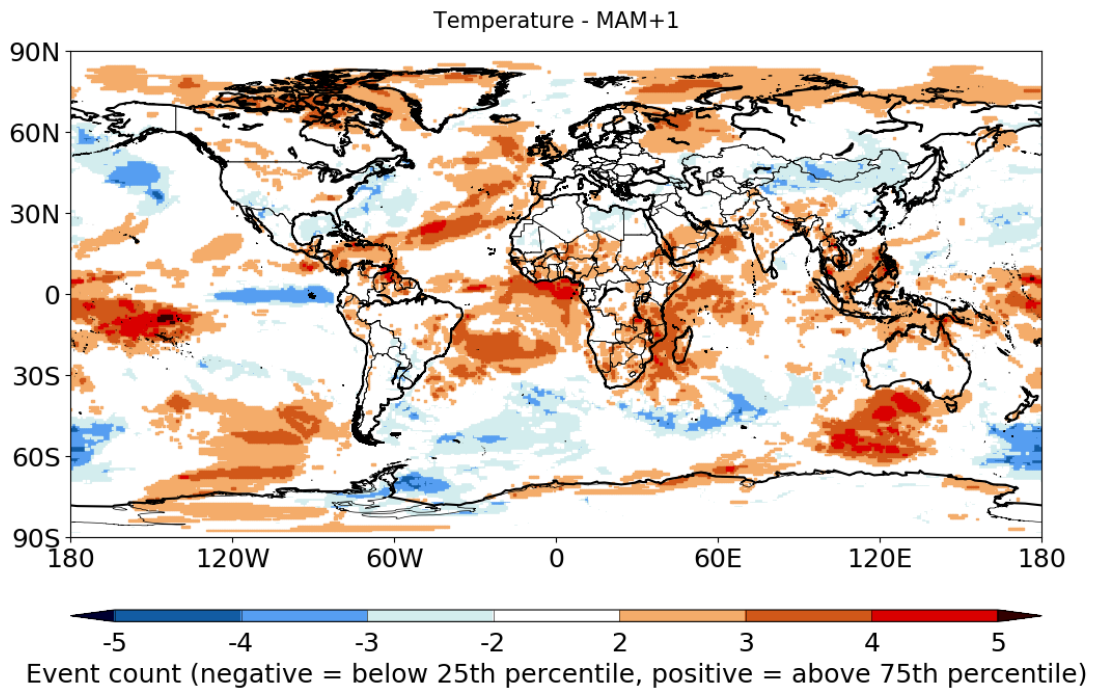 Temperature - MAM+1
90N
60N
30N
0
30S
60S
90S
180 120W 60W 0 60E 120E 180
-5 -4 -3 -2 2 3 4 5
Event count (negative = below 25th percentile, positive = above 75th percentile)